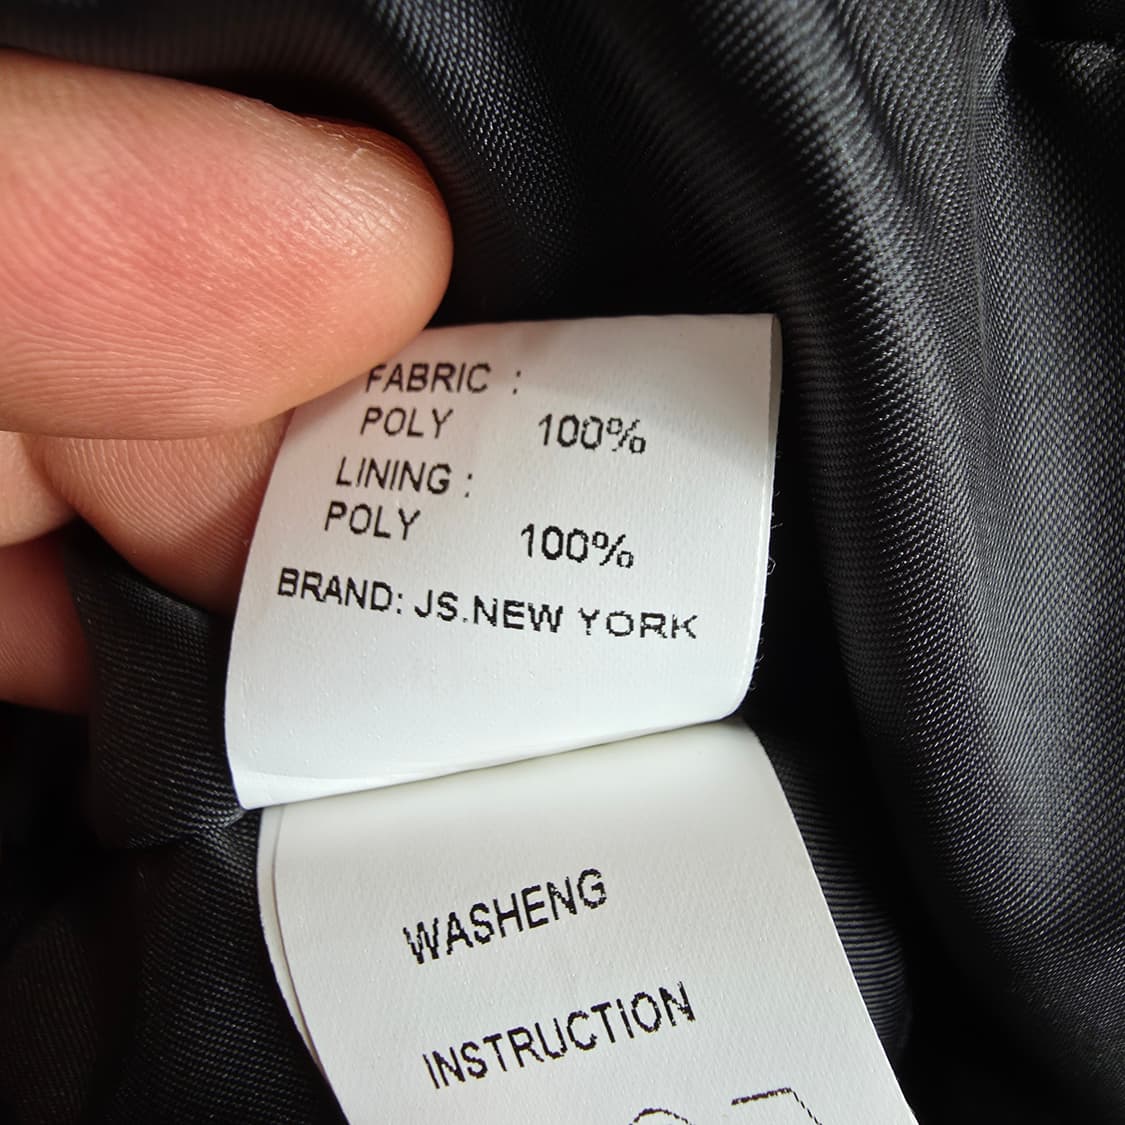 FABRIC :
POLY 100%
LINING :
POLY 100%
BRAND: JS.NEW YORK
WASHENG
INSTRUCTION